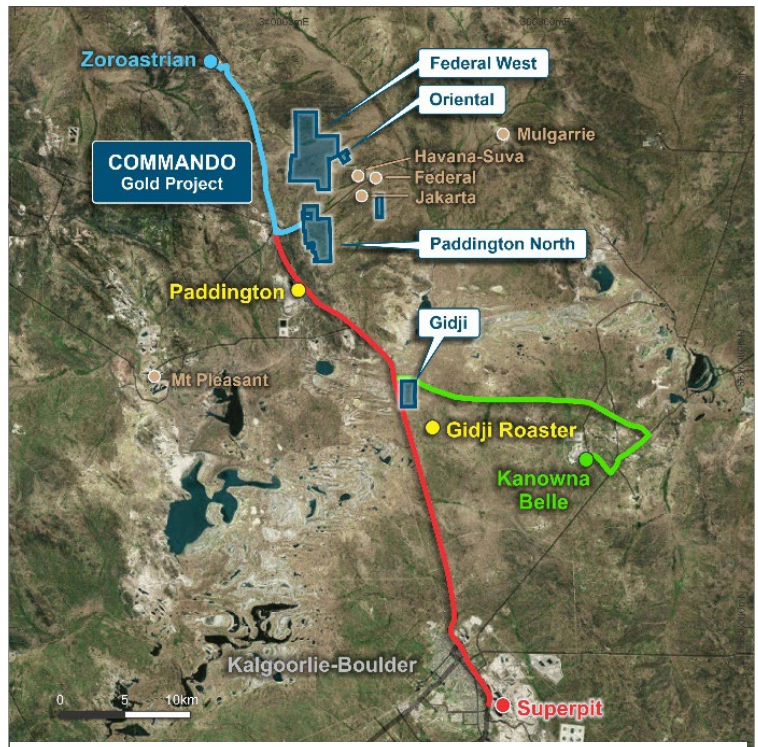 340000mE
Zoroastrian
Federal West
Oriental
Mulgarrie
COMMANDO
Gold Project
Havana-Suva
Federal
Jakarta
Paddington North
Paddington
Gidji
Mt Pleasant
Gidji Roaster
Kanowna
Belle
Kalgoorlie-Boulder
0 5 10km
Superpit